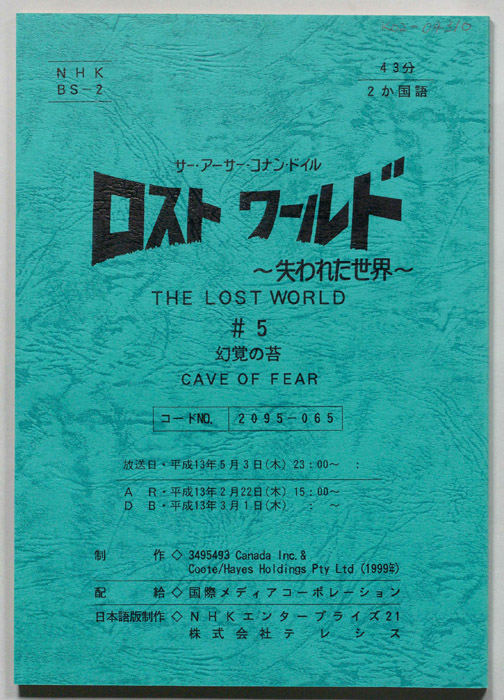 NHK
BS-2
43分
2か国語
サー・アーサー・コナン・ドイル
ロスト ワールド
～失われた世界～
THE LOST WORLD
#5
幻覚の苔
CAVE OF FEAR
コードNO. 2095-065
放送日・平成13年5月3日(木) 23:00～ :
A R・平成13年2月22日(木) 15:00～
D B・平成13年3月1日(木) : ～
制 作◇3495493 Canada Inc.&
Coote/Hayes Holdings Pty Ltd (1999年)
配 給◇国際メディアコーポレーション
日本語版制作◇NHKエンタープライズ21
株式会社テレシス